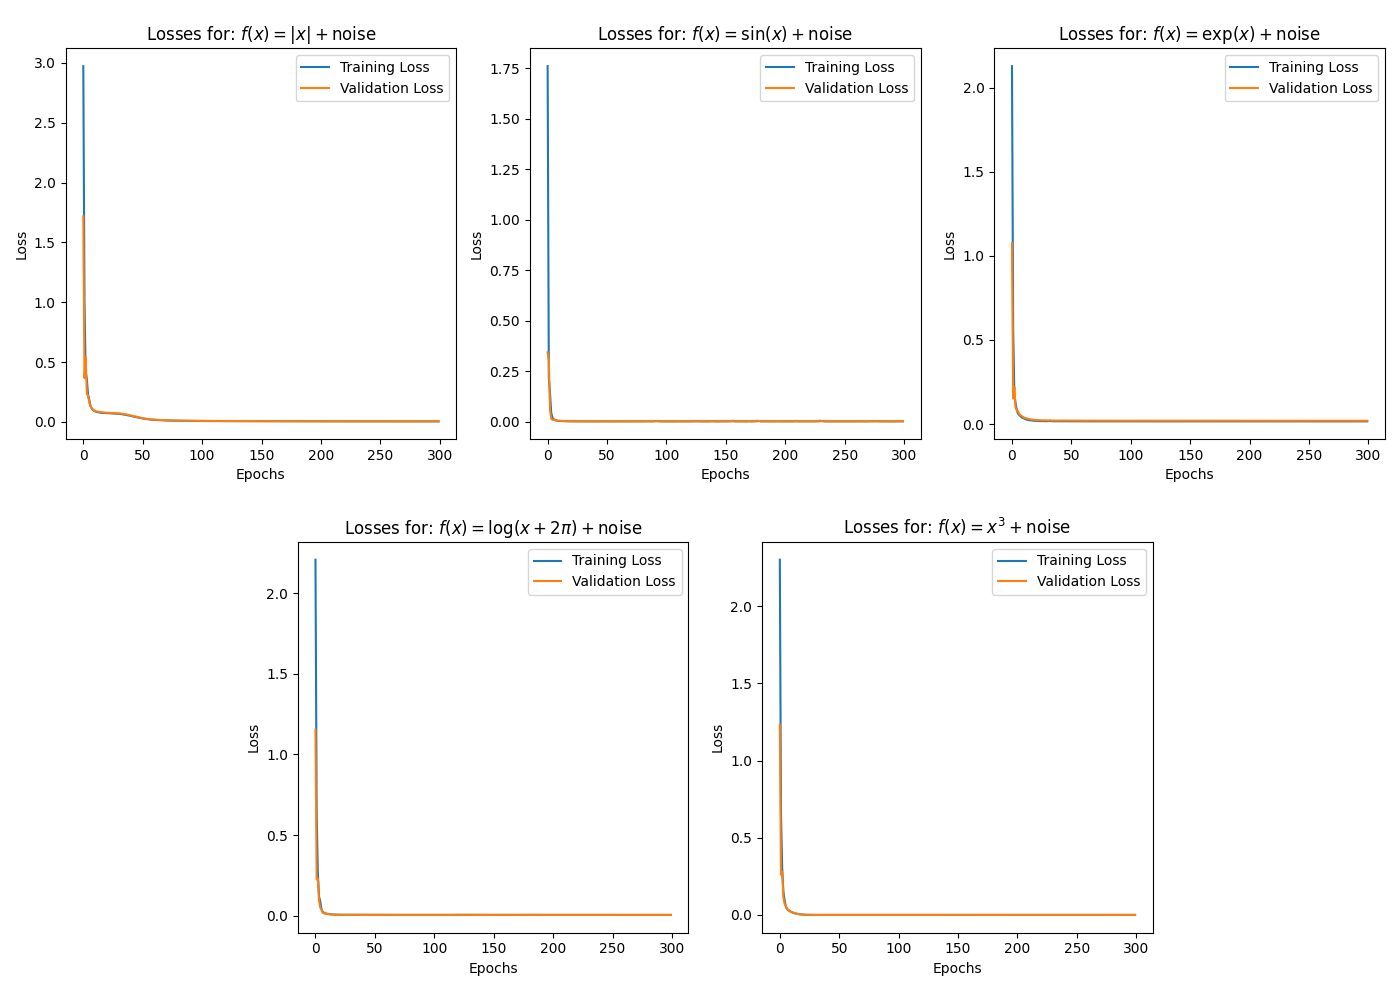 Losses for: f(x) = |x| + noise
3.0
2.5
2.0
1.5
1.0
0.5
0.0
Loss
Training Loss
Validation Loss
0 50 100 150 200 250 300
Epochs
Losses for: f(x) = sin(x) + noise
1.75
1.50
1.25
1.00
0.75
0.50
0.25
0.00
Loss
Training Loss
Validation Loss
0 50 100 150 200 250 300
Epochs
Losses for: f(x) = exp(x) + noise
2.0
1.5
1.0
0.5
0.0
Loss
Training Loss
Validation Loss
0 50 100 150 200 250 300
Epochs
Losses for: f(x) = log(x + 2π) + noise
2.0
1.5
1.0
0.5
0.0
Loss
Training Loss
Validation Loss
0 50 100 150 200 250 300
Epochs
Losses for: f(x) = x³ + noise
2.0
1.5
1.0
0.5
0.0
Loss
Training Loss
Validation Loss
0 50 100 150 200 250 300
Epochs